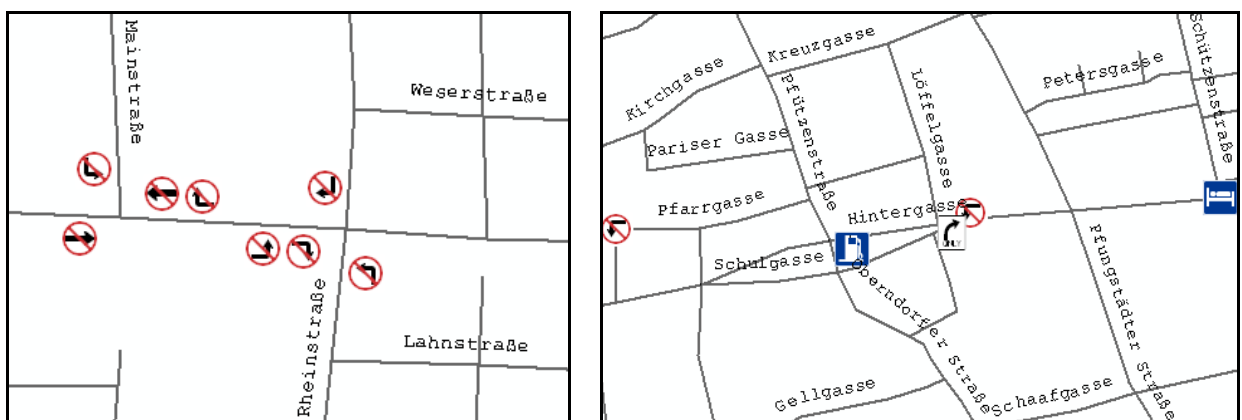 Mainstraße
Weserstraße
Rheinstraße
Lahnstraße
Kreuzgasse
Kirchgasse
Pfützenstraße
Löffelgasse
Petersgasse
Schützenstraße
Pariser Gasse
Pfarrgasse
Hintergasse
ONLY
Schulgasse
Oberndorfer Straße
Pfungstädter Straße
Gellgasse
Schaafgasse